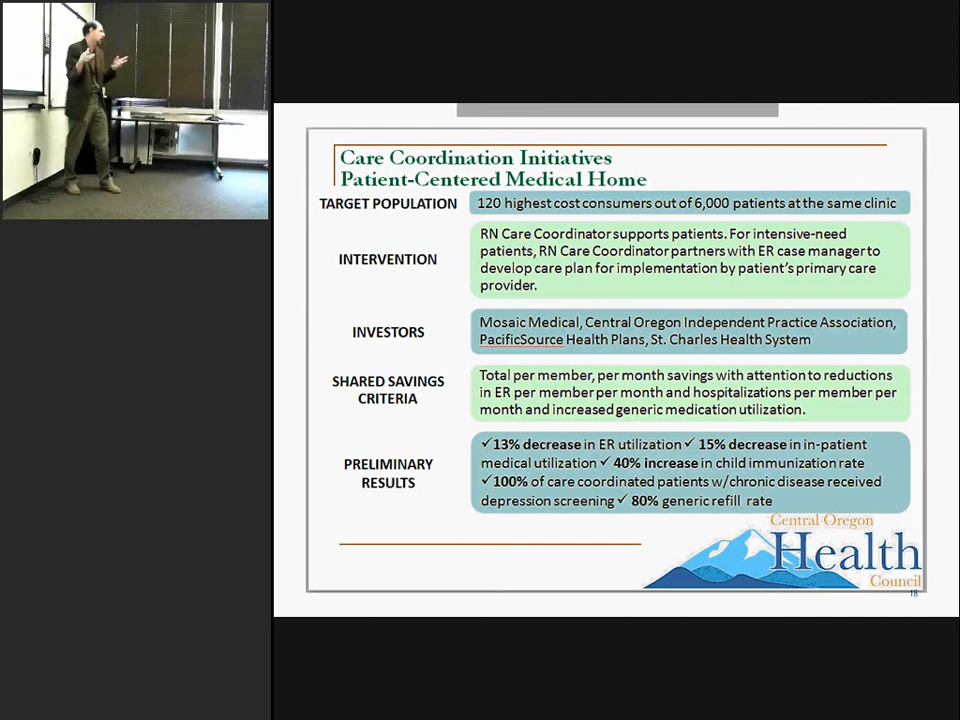 Care Coordination Initiatives
Patient-Centered Medical Home
TARGET POPULATION
120 highest cost consumers out of 6,000 patients at the same clinic
INTERVENTION
RN Care Coordinator supports patients. For intensive-need
patients, RN Care Coordinator partners with ER case manager to
develop care plan for implementation by patient's primary care
provider.
INVESTORS
Mosaic Medical, Central Oregon Independent Practice Association,
PacificSource Health Plans, St. Charles Health System
SHARED SAVINGS
CRITERIA
Total per member, per month savings with attention to reductions
in ER per member per month and hospitalizations per member per
month and increased generic medication utilization.
PRELIMINARY
RESULTS
✓13% decrease in ER utilization ✓ 15% decrease in in-patient
medical utilization ✓ 40% increase in child immunization rate
✓100% of care coordinated patients w/chronic disease received
depression screening ✓ 80% generic refill rate
Central Oregon
Health
Council
18